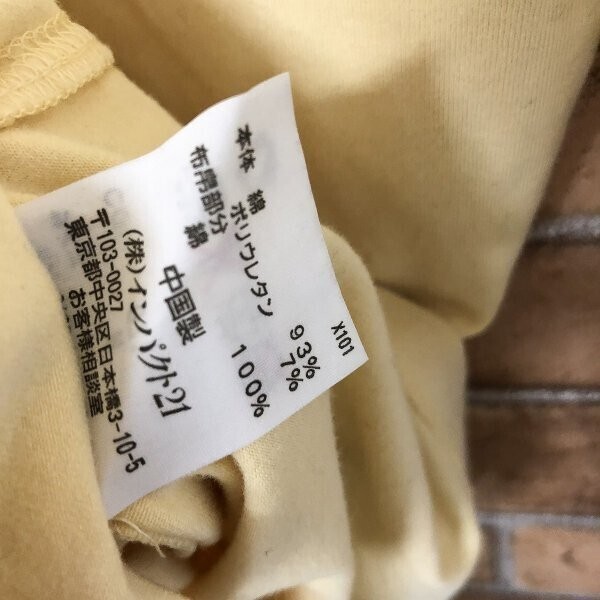 X101
本体 綿 93%
ポリウレタン 7%
布帛部分
綿 100%
中国製
(株)インパクト21
〒103-0027
東京都中央区日本橋3-10-5
お客様相談室